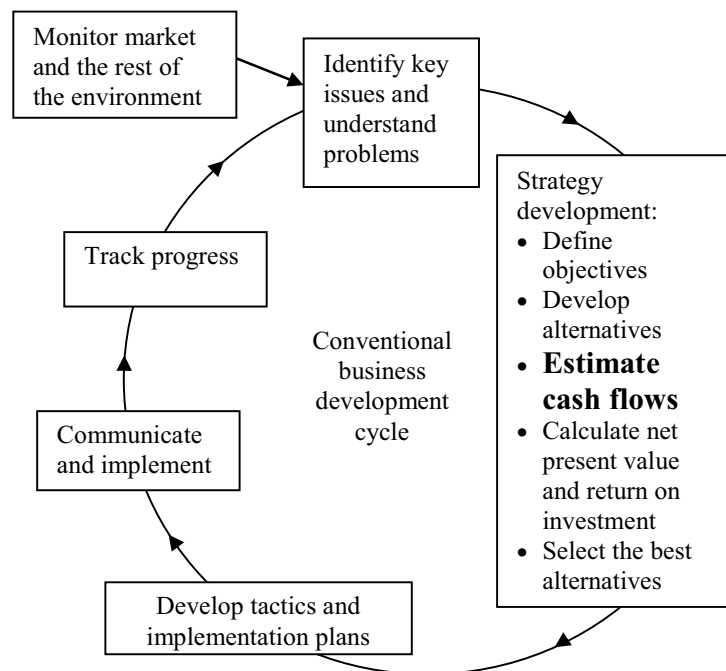 Monitor market
and the rest of
the environment
Identify key
issues and
understand
problems
Strategy
development:
• Define
objectives
• Develop
alternatives
• Estimate
cash flows
• Calculate net
present value
and return on
investment
• Select the best
alternatives
Develop tactics and
implementation plans
Communicate
and implement
Track progress
Conventional
business
development
cycle